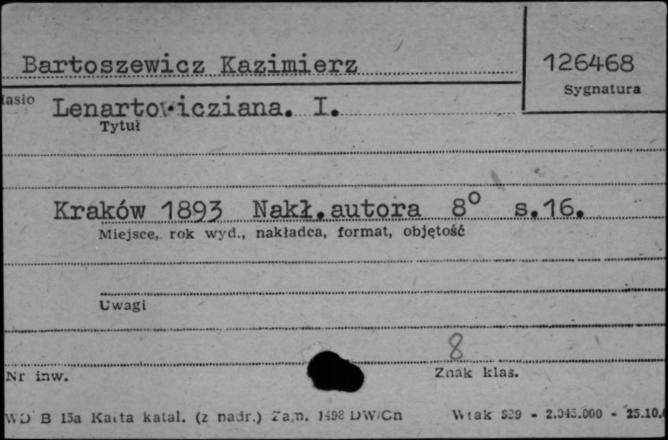 Bartoszewicz Kazimierz
126468
Sygnatura
Lenartowicziana. I.
Tytuł
Kraków 1893 Nakł.autora 8° s.16.
Miejsce, rok wyd., nakładca, format, objętość
Uwagi
8
Nr inw.
Znak klas.
WD B 15a Karta katal. (z nadr.) Zam. 1498 DW/Cn
- 2.045.000 - 25.10.